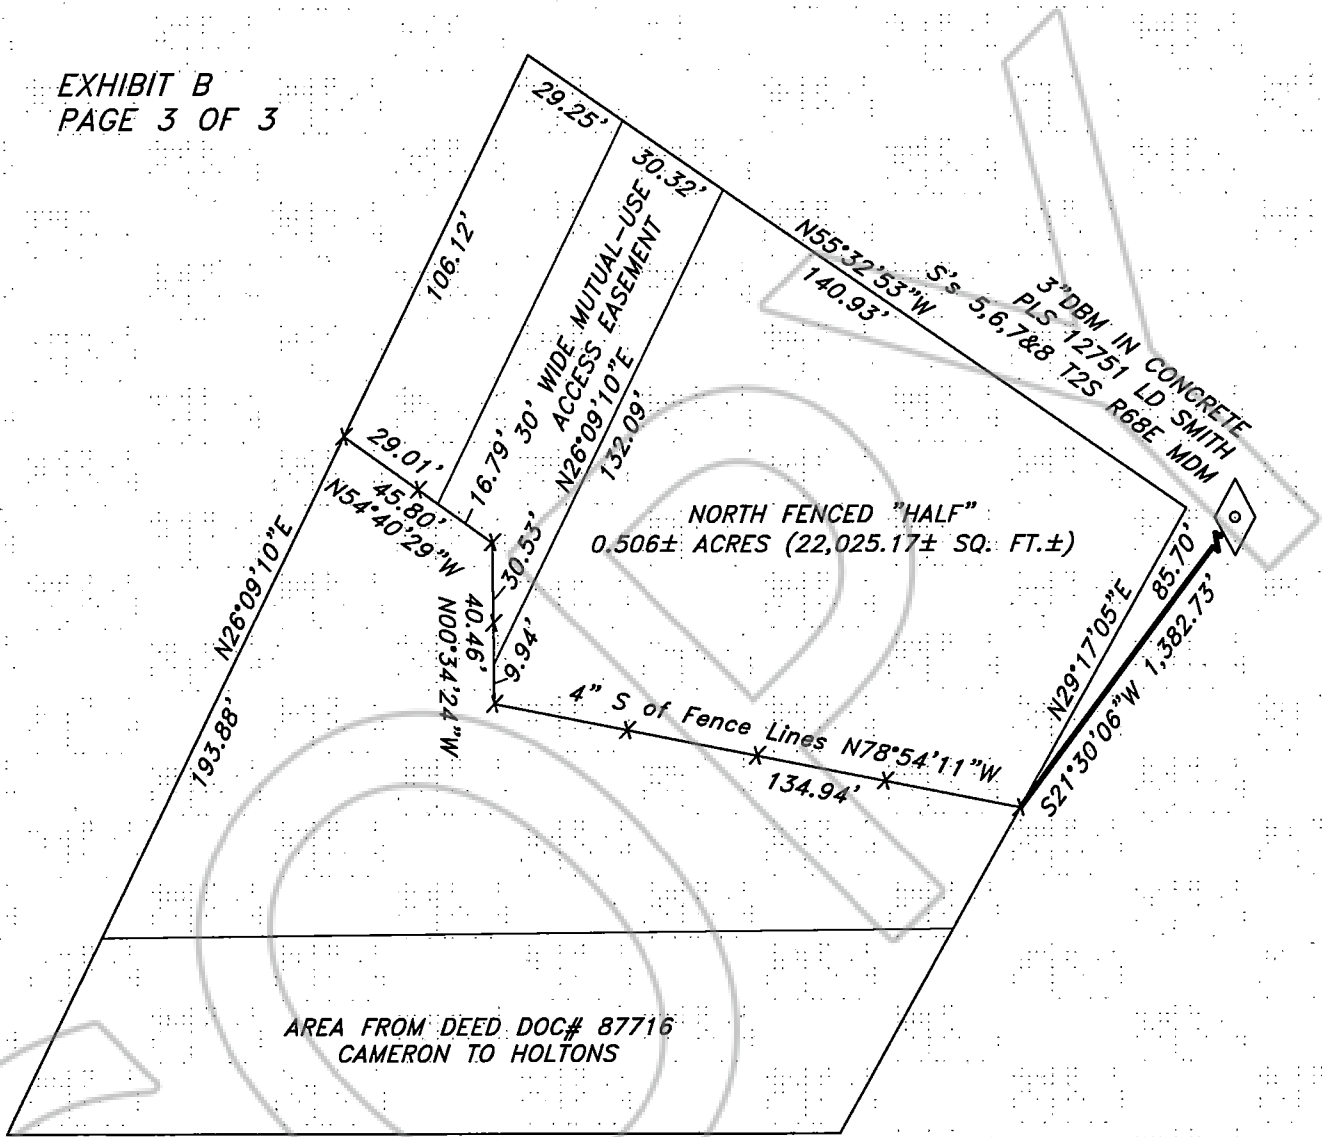 EXHIBIT B
PAGE 3 OF 3
29.25'
30.32'
106.12'
30' WIDE MUTUAL-USE
ACCESS EASEMENT
N26°09'10"E
132.09'
N55°32'53"W
140.93'
3"DBM IN CONCRETE
PLS 12751 LD SMITH
S's 5,6,7&8 T2S R68E MDM
29.01'
45.80'
N54°40'29"W
16.79'
30.53'
40.46'
N00°34'24"W
9.94'
NORTH FENCED "HALF"
0.506± ACRES (22,025.17± SQ. FT.±)
85.70'
N29°17'05"E
S21°30'06"W 1,382.73'
N26°09'10"E
193.88'
4" S of Fence Lines N78°54'11"W
134.94'
AREA FROM DEED DOC# 87716
CAMERON TO HOLTONS